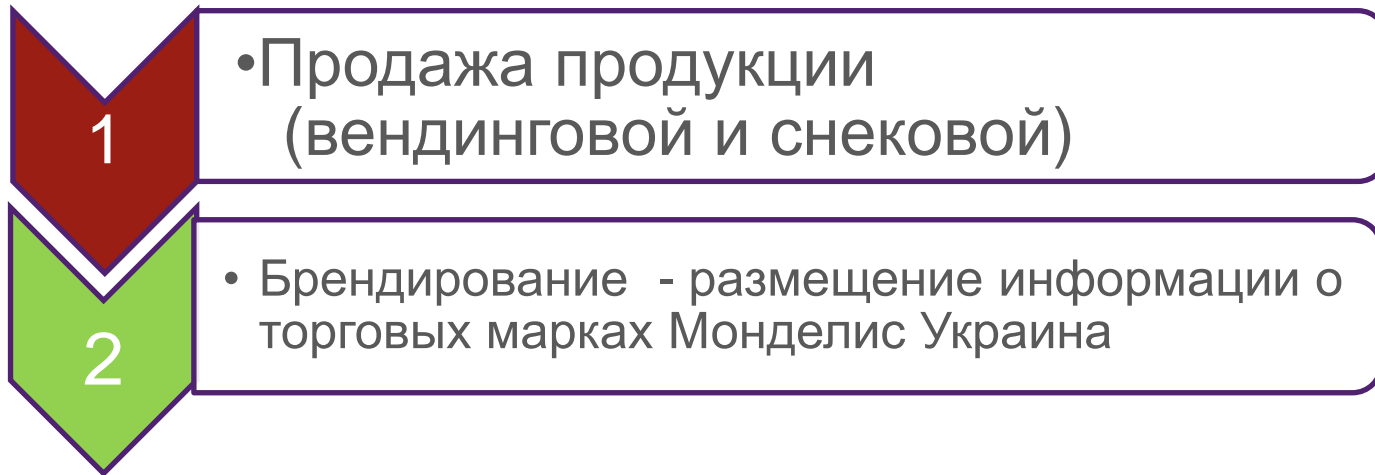 1
•Продажа продукции
(вендинговой и снековой)
2
• Брендирование - размещение информации о
торговых марках Монделис Украина